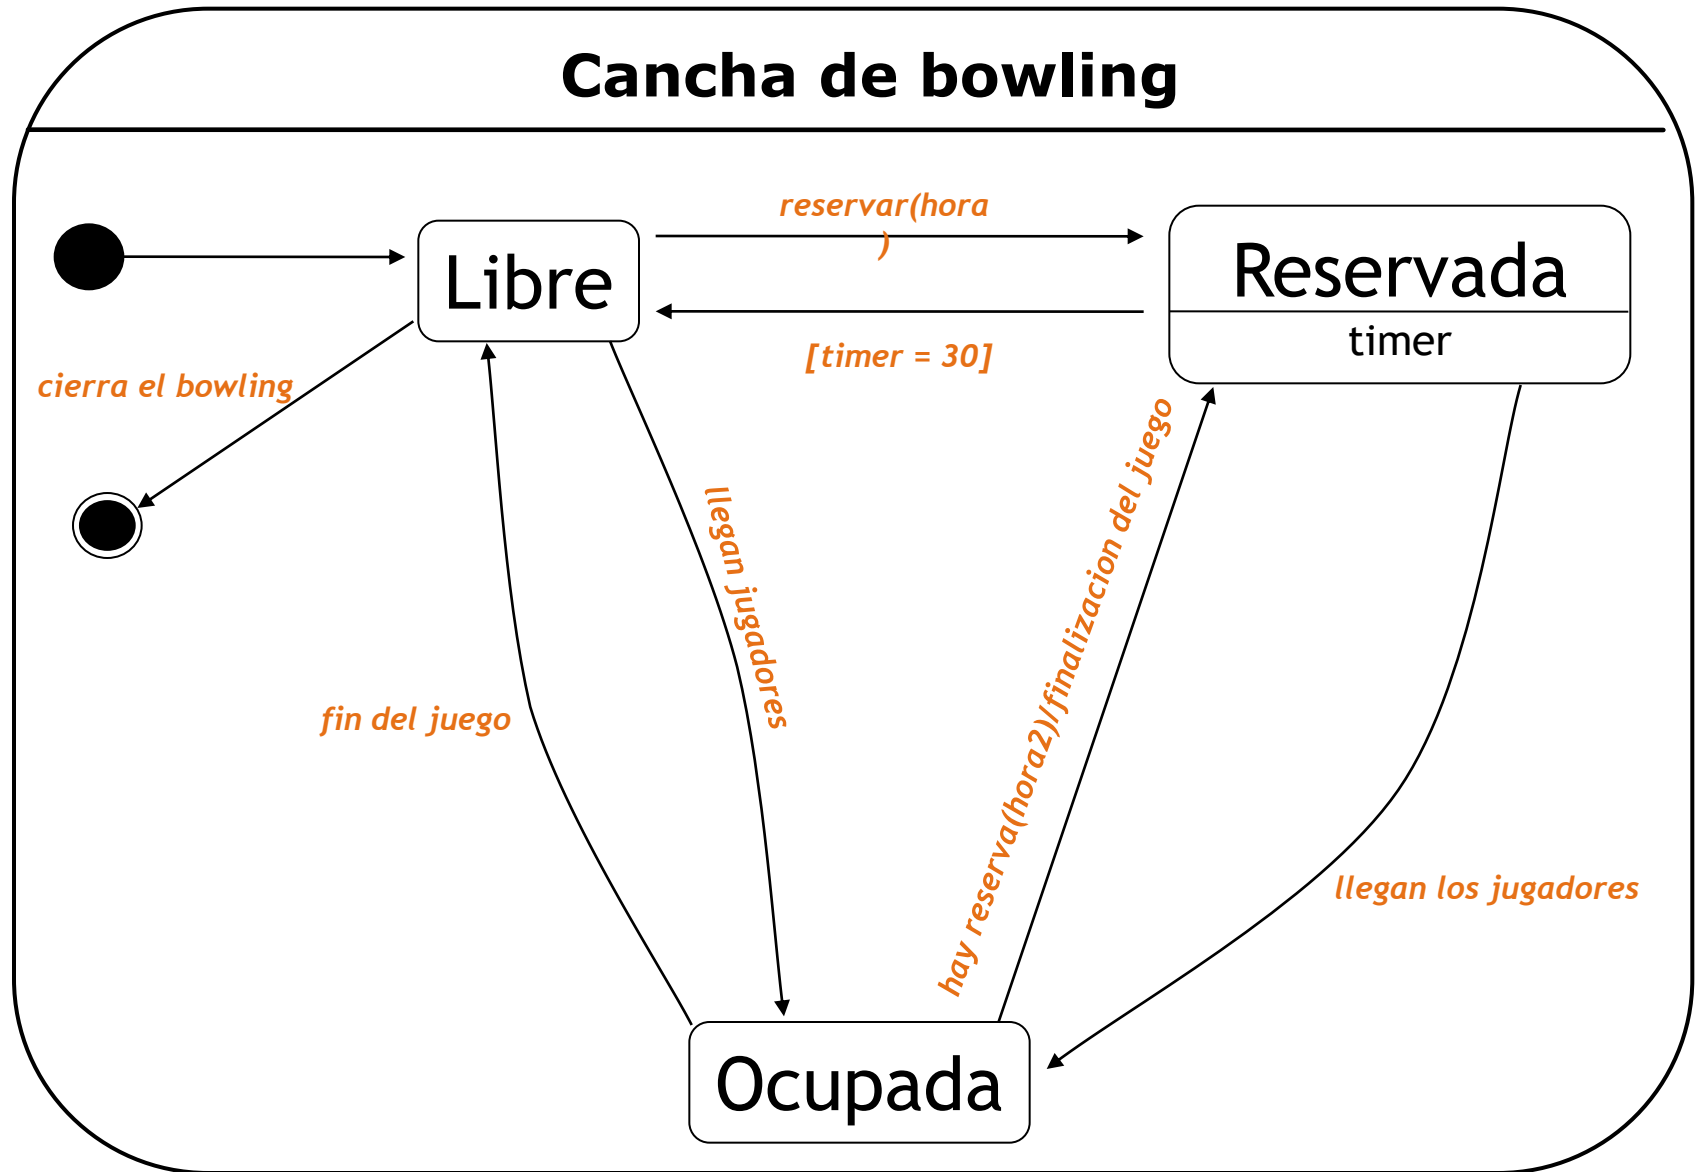 Cancha de bowling
reservar(hora
)
Libre
Reservada
timer
[timer = 30]
cierra el bowling
llegan jugadores
hay reserva(hora2)/finalizacion del juego
fin del juego
llegan los jugadores
Ocupada